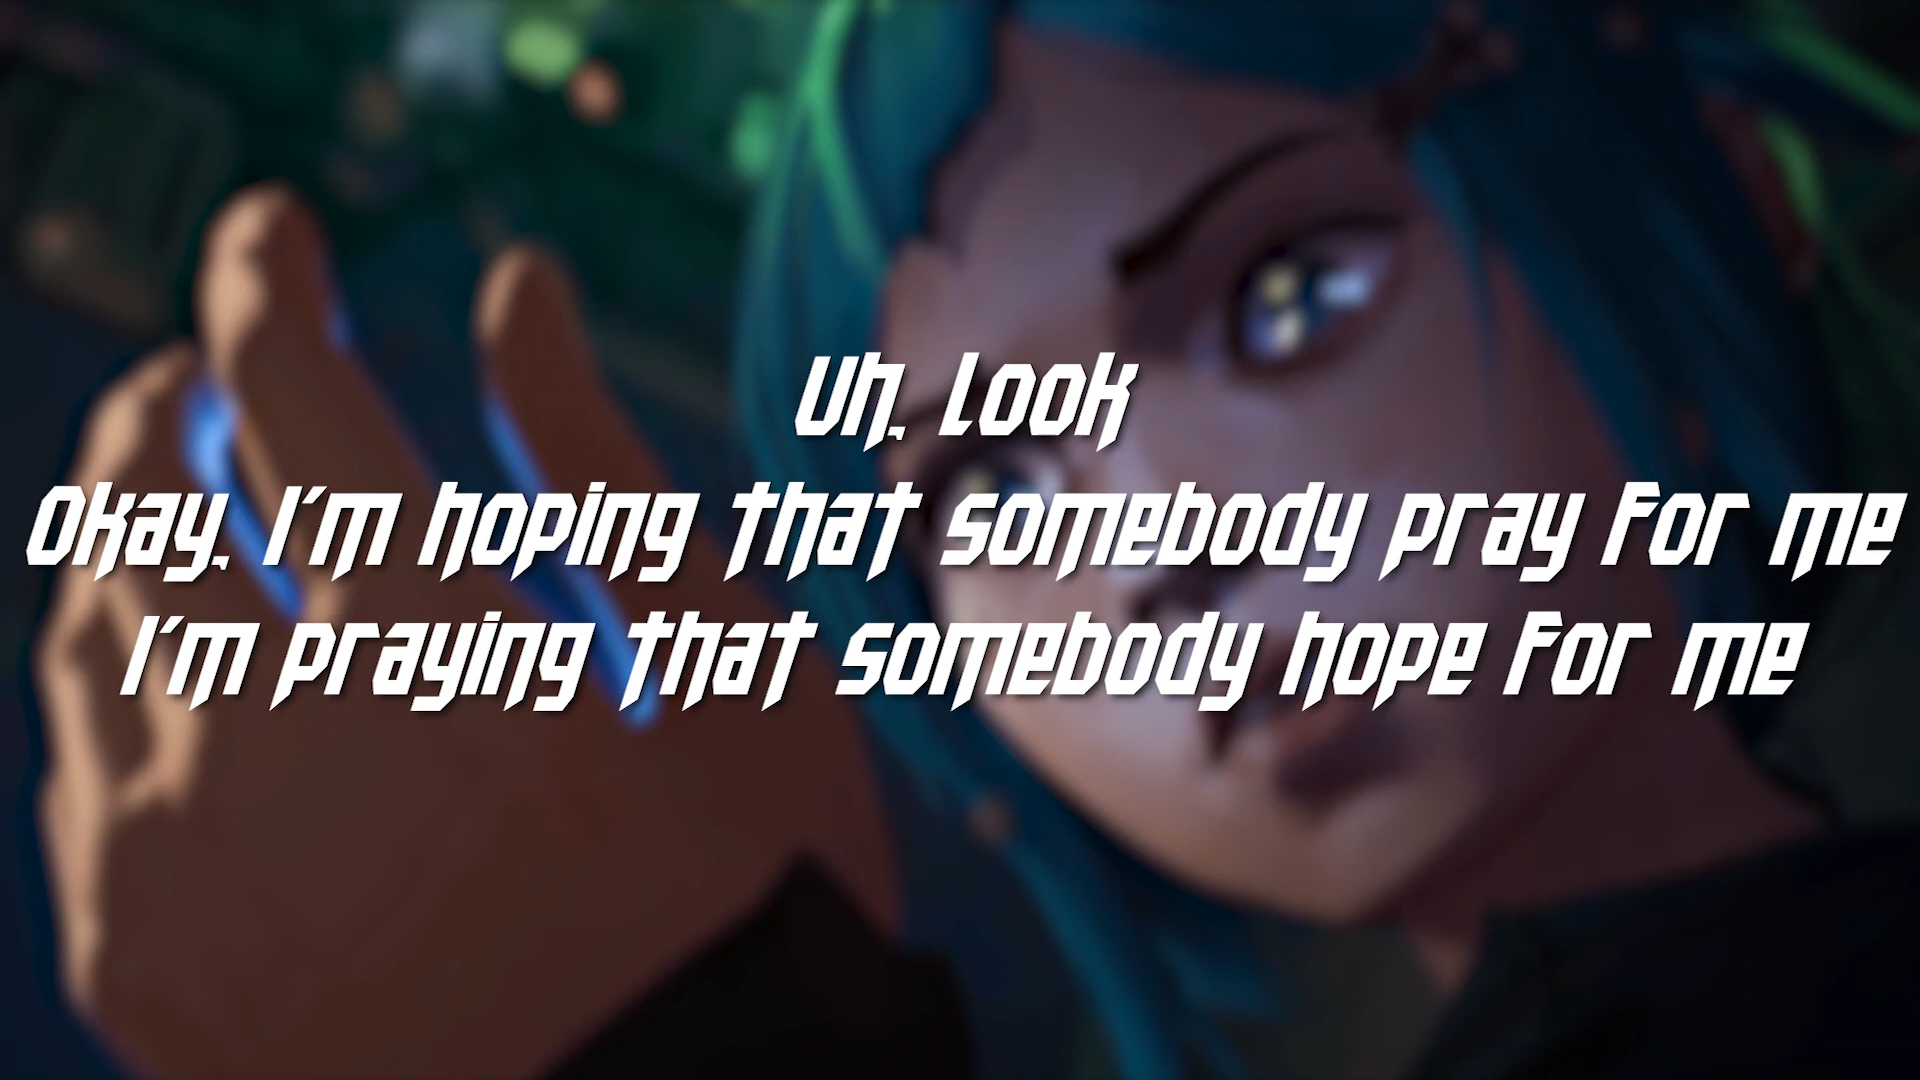 Uh, look
Okay, I'm hoping that somebody pray for me
I'm praying that somebody hope for me